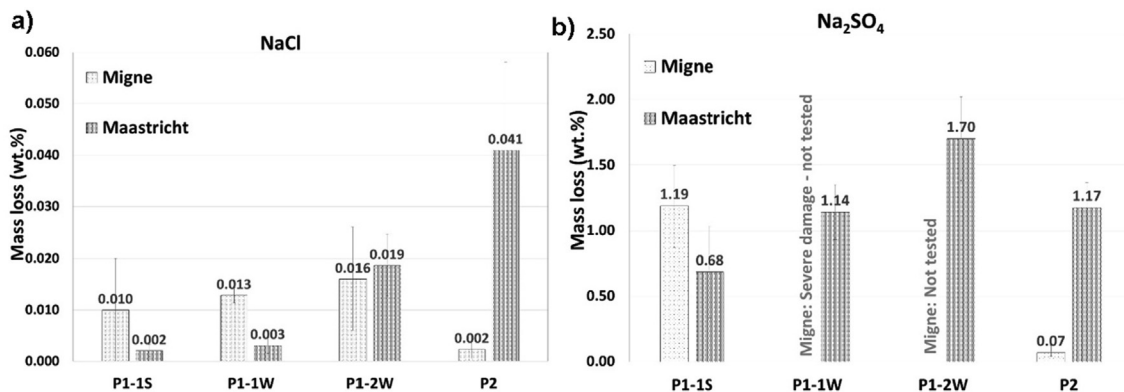 a)
NaCl
Mass loss (wt.%)
0.060
0.050
0.040
0.030
0.020
0.010
0.000
Migne
Maastricht
0.010
0.002
0.013
0.003
0.016
0.019
0.002
0.041
P1-1S
P1-1W
P1-2W
P2
b)
Na₂SO₄
Mass loss (wt.%)
2.50
2.00
1.50
1.00
0.50
0.00
Migne
Maastricht
1.19
0.68
Migne: Severe damage - not tested
1.14
Migne: Not tested
1.70
0.07
1.17
P1-1S
P1-1W
P1-2W
P2